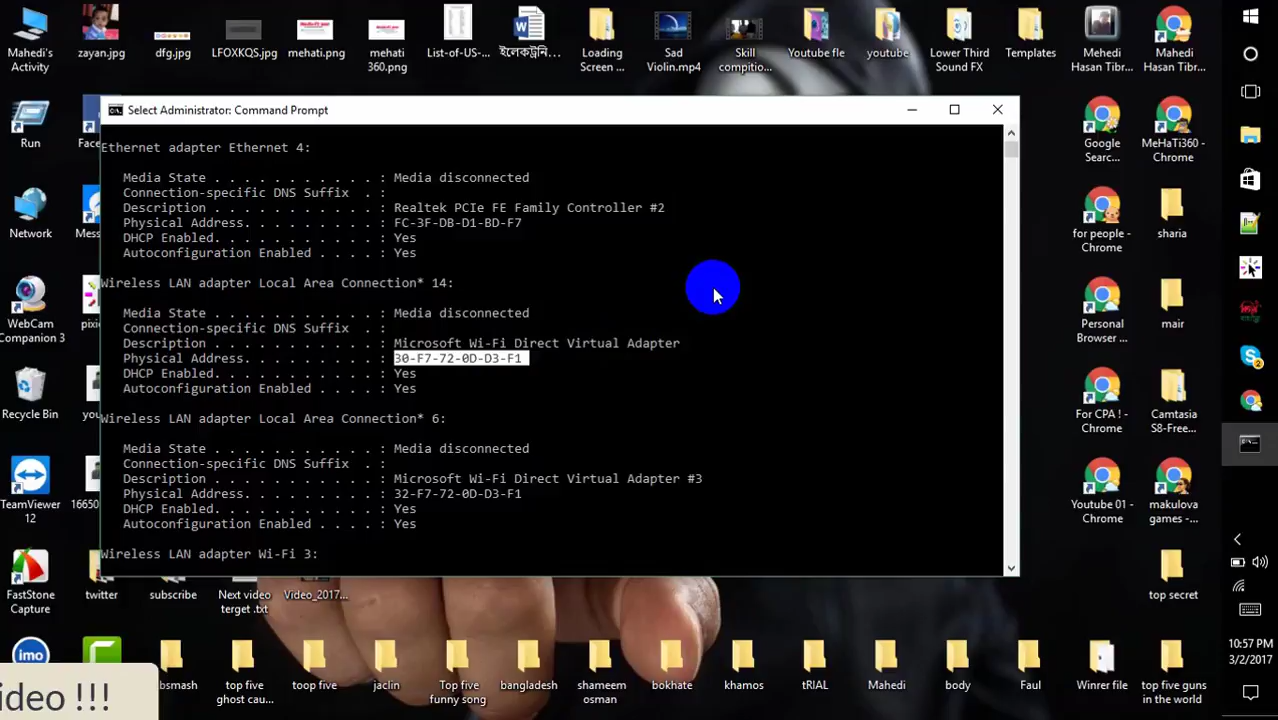 Mahedi's Activity
zayan.jpg
dfg.jpg
LFOXKQS.jpg
mehati.png
mehati 360.png
List-of-US-...
ইলেকট্রনি...
Loading Screen ...
Sad Violin.mp4
Skill compitio...
Youtube fle
youtube
Lower Third Sound FX
Templates
Mehedi Hasan Tibr...
Mahedi Hasan Tibr...
Select Administrator: Command Prompt
Ethernet adapter Ethernet 4:
Media State . . . . . . . . . . . : Media disconnected
Connection-specific DNS Suffix . :
Description . . . . . . . . . . . : Realtek PCIe FE Family Controller #2
Physical Address. . . . . . . . . : FC-3F-DB-D1-BD-F7
DHCP Enabled. . . . . . . . . . . : Yes
Autoconfiguration Enabled . . . . : Yes
Wireless LAN adapter Local Area Connection* 14:
Media State . . . . . . . . . . . : Media disconnected
Connection-specific DNS Suffix . :
Description . . . . . . . . . . . : Microsoft Wi-Fi Direct Virtual Adapter
Physical Address. . . . . . . . . : 30-F7-72-0D-D3-F1
DHCP Enabled. . . . . . . . . . . : Yes
Autoconfiguration Enabled . . . . : Yes
Wireless LAN adapter Local Area Connection* 6:
Media State . . . . . . . . . . . : Media disconnected
Connection-specific DNS Suffix . :
Description . . . . . . . . . . . : Microsoft Wi-Fi Direct Virtual Adapter #3
Physical Address. . . . . . . . . : 32-F7-72-0D-D3-F1
DHCP Enabled. . . . . . . . . . . : Yes
Autoconfiguration Enabled . . . . : Yes
Wireless LAN adapter Wi-Fi 3:
Run
Face
Network
Mess
WebCam Companion 3
pixie
Recycle Bin
you
TeamViewer 12
16650
Google Searc...
MeHaTi360 - Chrome
for people - Chrome
sharia
Personal Browser ...
mair
For CPA ! - Chrome
Camtasia S8-Free...
Youtube 01 - Chrome
makulova games -...
top secret
FastStone Capture
twitter
subscribe
Next video terget .txt
Video_2017...
imo
bsmash
top five ghost cau...
toop five
jaclin
Top five funny song
bangladesh
shameem osman
bokhate
khamos
tRIAL
Mahedi
body
Faul
Winrer file
top five guns in the world
2
10:57 PM
3/2/2017
ideo !!!